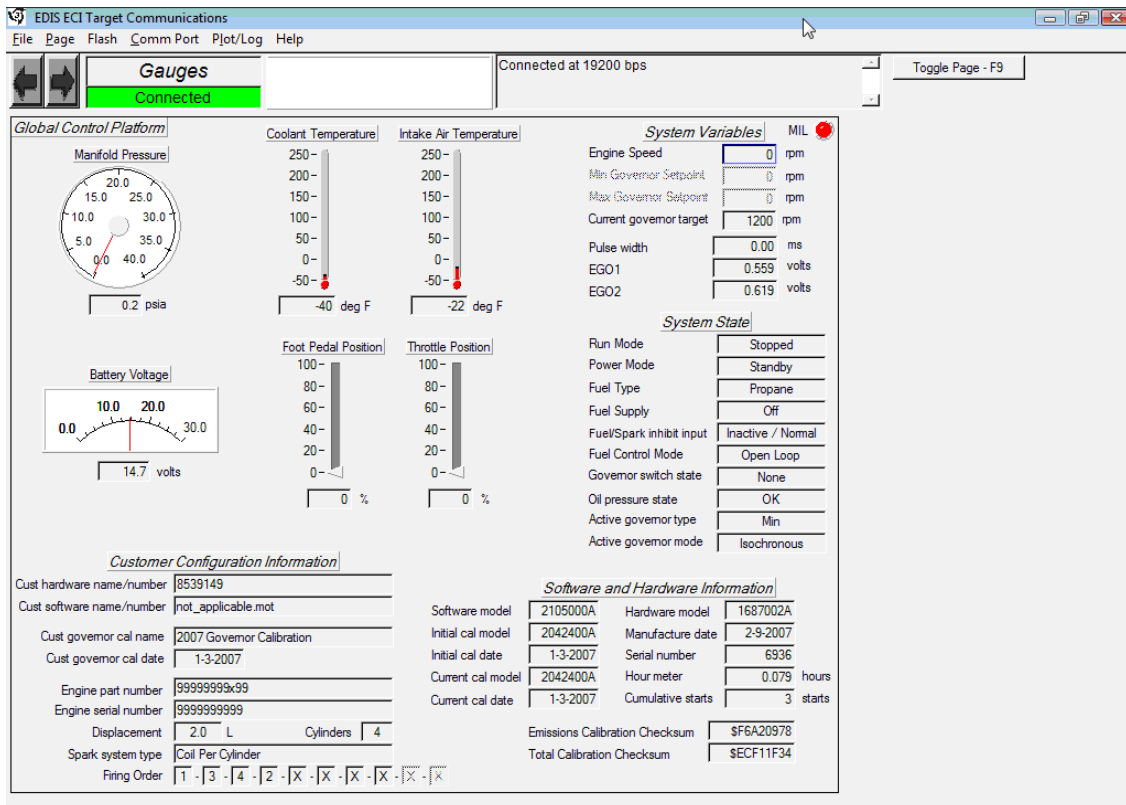 EDIS ECI Target Communications
File Page Flash Comm Port Plot/Log Help
Gauges
Connected
Connected at 19200 bps
Toggle Page - F9
Global Control Platform
Manifold Pressure
0.0 5.0 10.0 15.0 20.0 25.0 30.0 35.0 40.0
0.2 psia
Coolant Temperature
250
200
150
100
50
0
-50
-40 deg F
Intake Air Temperature
250
200
150
100
50
0
-50
-22 deg F
Battery Voltage
0.0 10.0 20.0 30.0
14.7 volts
Foot Pedal Position
100
80
60
40
20
0
0 %
Throttle Position
100
80
60
40
20
0
0 %
System Variables MIL
Engine Speed 0 rpm
Min Governor Setpoint 0 rpm
Max Governor Setpoint 0 rpm
Current governor target 1200 rpm
Pulse width 0.00 ms
EGO1 0.559 volts
EGO2 0.619 volts
System State
Run Mode Stopped
Power Mode Standby
Fuel Type Propane
Fuel Supply Off
Fuel/Spark inhibit input Inactive / Normal
Fuel Control Mode Open Loop
Governor switch state None
Oil pressure state OK
Active governor type Min
Active governor mode Isochronous
Customer Configuration Information
Cust hardware name/number 8539149
Cust software name/number not_applicable.mot
Cust governor cal name 2007 Governor Calibration
Cust governor cal date 1-3-2007
Engine part number 99999999x99
Engine serial number 9999999999
Displacement 2.0 L Cylinders 4
Spark system type Coil Per Cylinder
Firing Order 1 - 3 - 4 - 2 - X - X - X - X - X - X
Software and Hardware Information
Software model 2105000A Hardware model 1687002A
Initial cal model 2042400A Manufacture date 2-9-2007
Initial cal date 1-3-2007 Serial number 6936
Current cal model 2042400A Hour meter 0.079 hours
Current cal date 1-3-2007 Cumulative starts 3 starts
Emissions Calibration Checksum $F6A20978
Total Calibration Checksum $ECF11F34